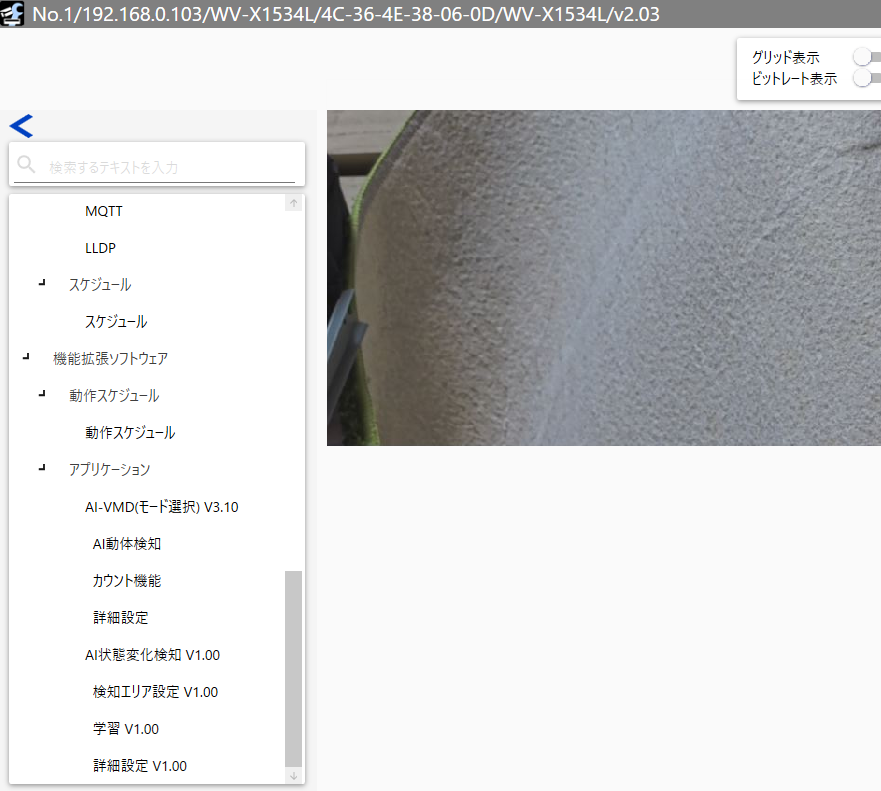 No.1/192.168.0.103/WV-X1534L/4C-36-4E-38-06-0D/WV-X1534L/v2.03
グリッド表示
ビットレート表示
検索するテキストを入力
MQTT
LLDP
スケジュール
スケジュール
機能拡張ソフトウェア
動作スケジュール
動作スケジュール
アプリケーション
AI-VMD(モード選択) V3.10
AI動体検知
カウント機能
詳細設定
AI状態変化検知 V1.00
検知エリア設定 V1.00
学習 V1.00
詳細設定 V1.00